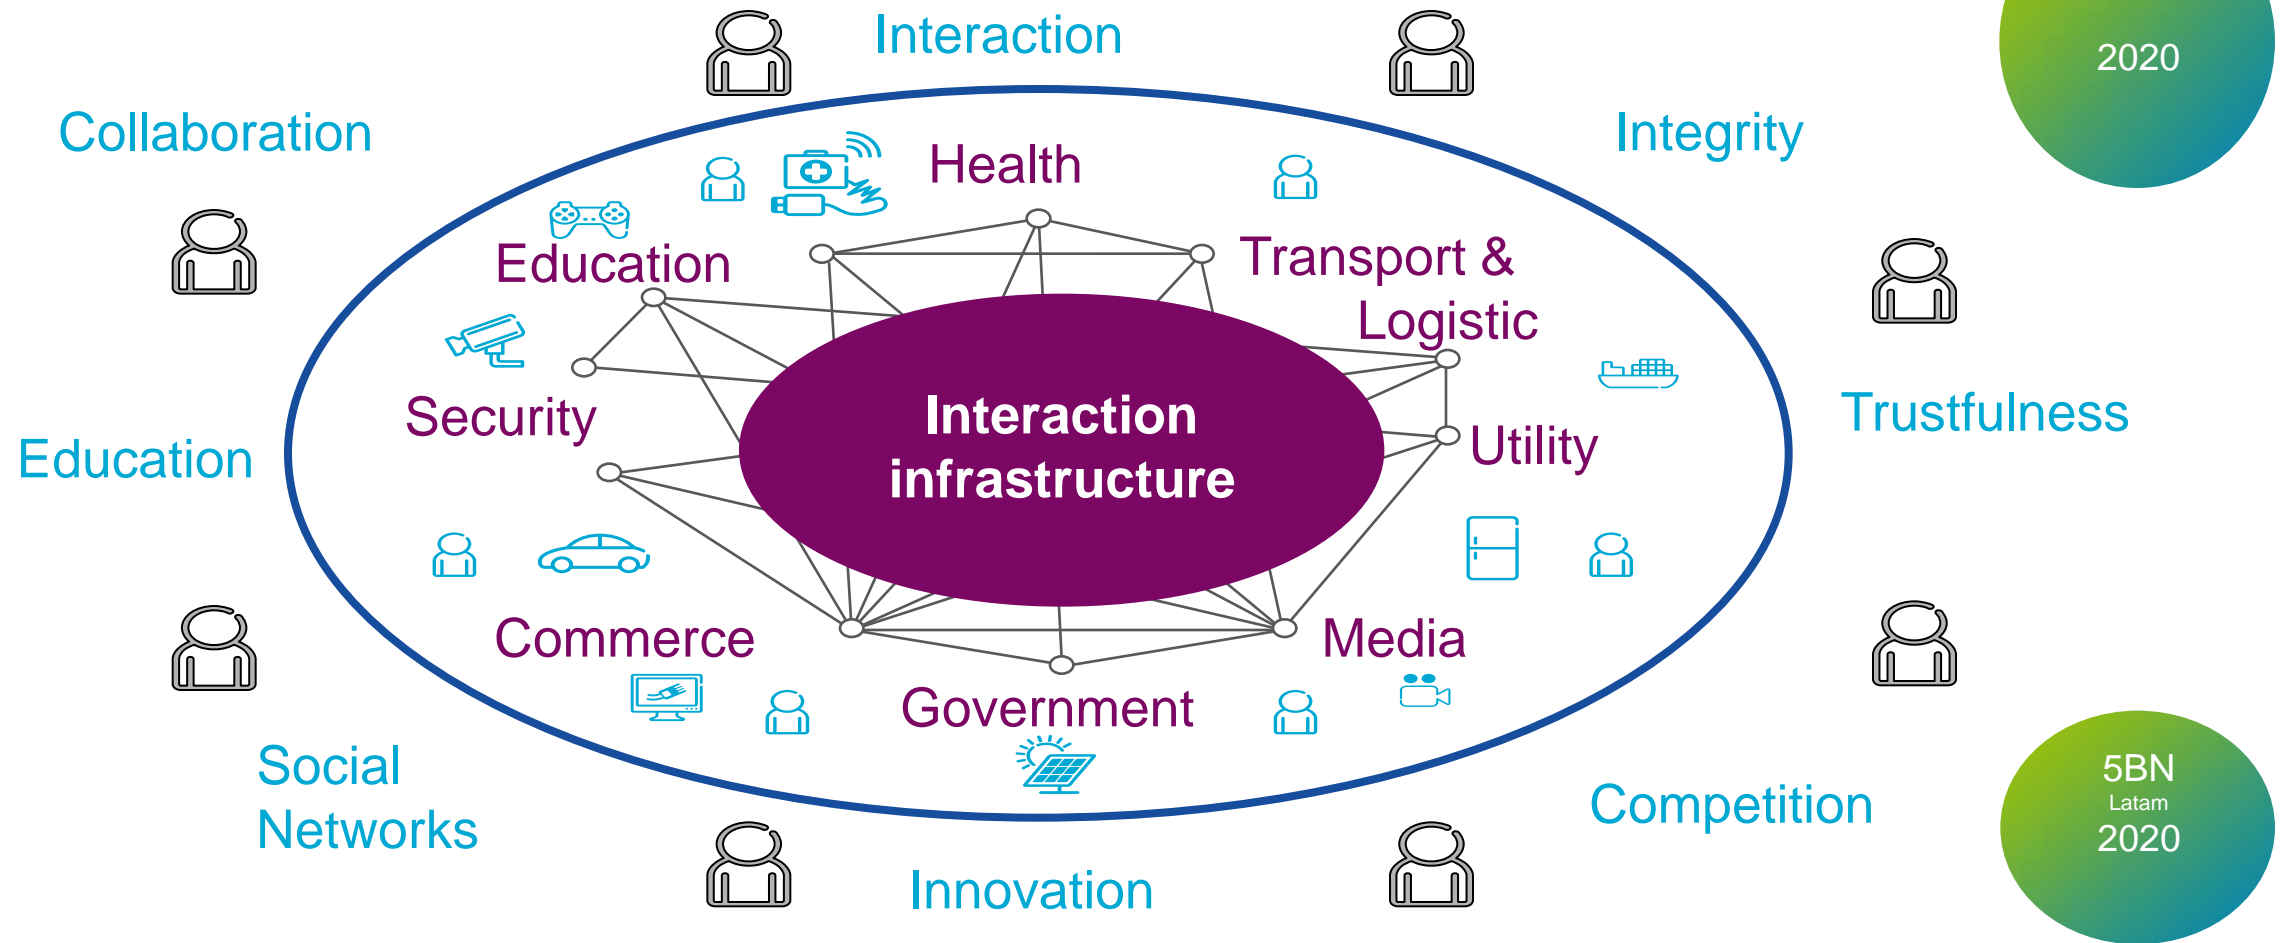 Interaction
2020
Collaboration
Integrity
Health
Education
Transport &
Logistic
Security
Interaction
infrastructure
Trustfulness
Education
Utility
Commerce
Media
Government
Social
Networks
Competition
5BN
Latam
2020
Innovation